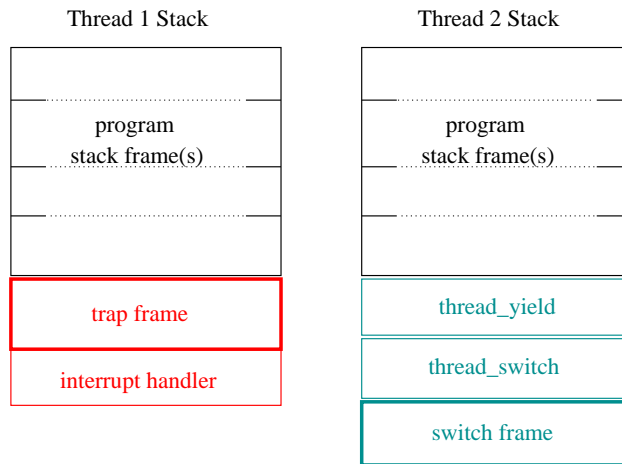 Thread 1 Stack
program
stack frame(s)
trap frame
interrupt handler
Thread 2 Stack
program
stack frame(s)
thread_yield
thread_switch
switch frame